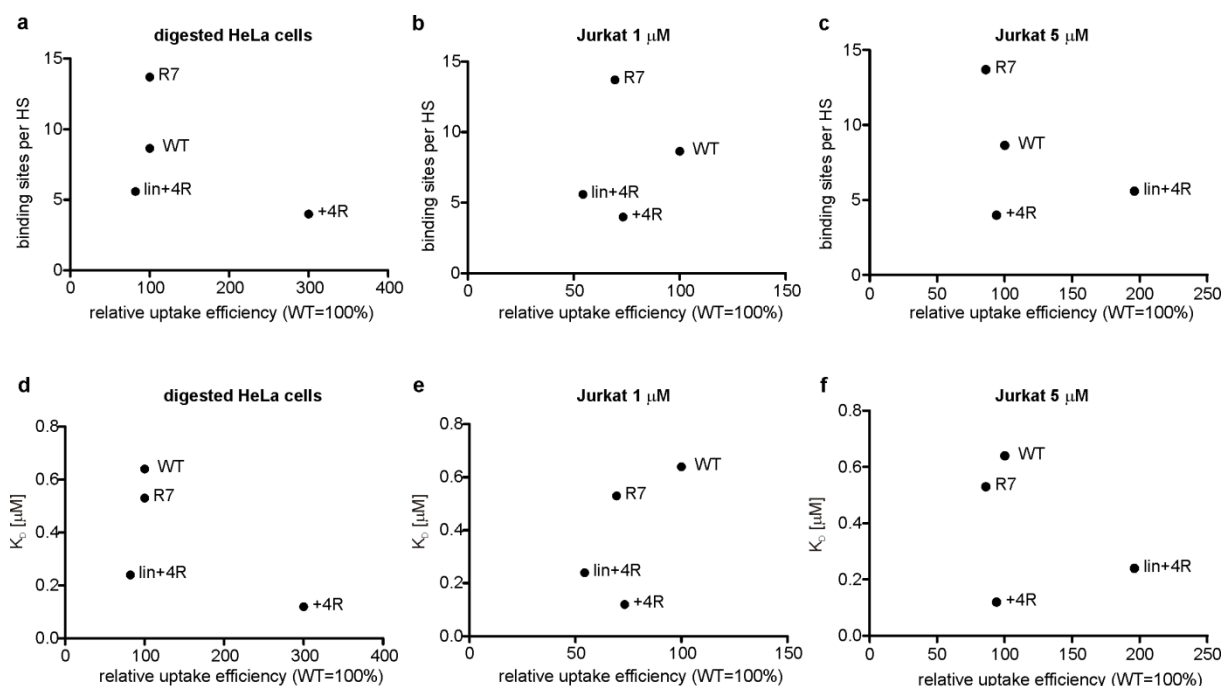 a
digested HeLa cells
binding sites per HS
15
10
5
0
R7
WT
lin+4R
+4R
0 100 200 300 400
relative uptake efficiency (WT=100%)
b
Jurkat 1 μM
binding sites per HS
15
10
5
0
R7
WT
lin+4R
+4R
0 50 100 150
relative uptake efficiency (WT=100%)
c
Jurkat 5 μM
binding sites per HS
15
10
5
0
R7
WT
lin+4R
+4R
0 50 100 150 200 250
relative uptake efficiency (WT=100%)
d
digested HeLa cells
KD [μM]
0.8
0.6
0.4
0.2
0.0
WT
R7
lin+4R
+4R
0 100 200 300 400
relative uptake efficiency (WT=100%)
e
Jurkat 1 μM
KD [μM]
0.8
0.6
0.4
0.2
0.0
WT
R7
lin+4R
+4R
0 50 100 150
relative uptake efficiency (WT=100%)
f
Jurkat 5 μM
KD [μM]
0.8
0.6
0.4
0.2
0.0
WT
R7
lin+4R
+4R
0 50 100 150 200 250
relative uptake efficiency (WT=100%)